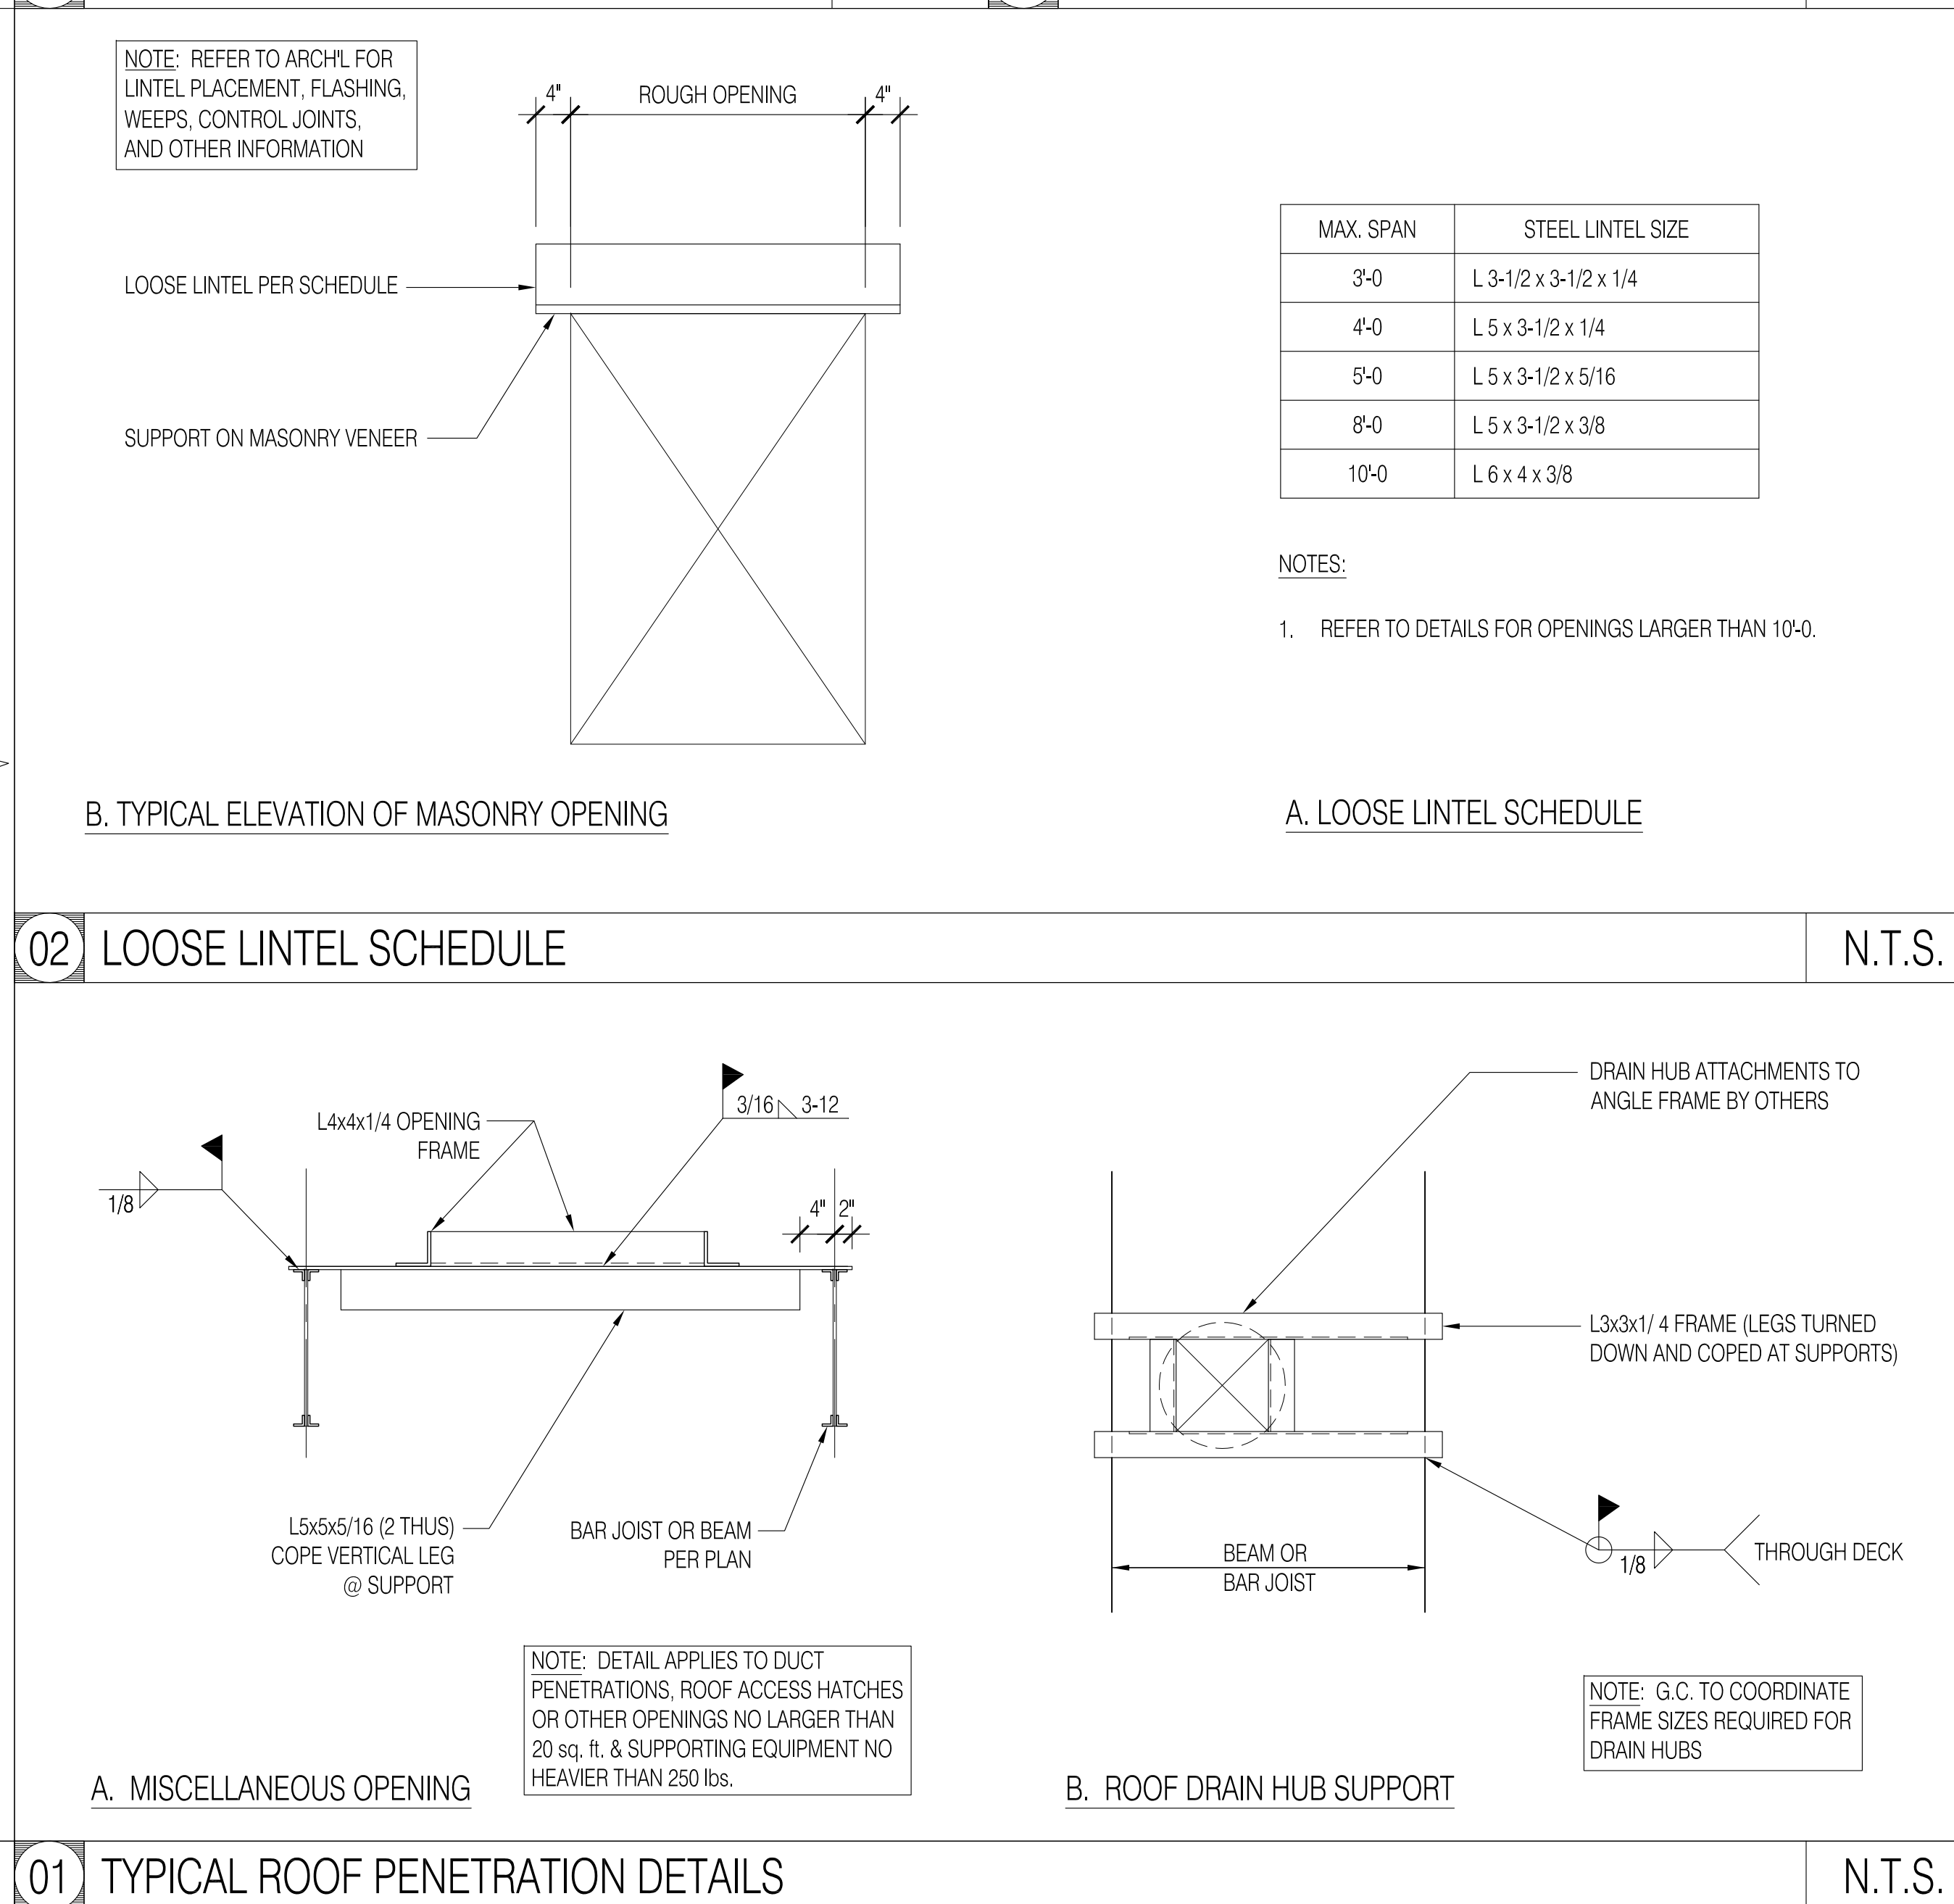 NOTE: REFER TO ARCH'L FOR
LINTEL PLACEMENT, FLASHING,
WEEPS, CONTROL JOINTS,
AND OTHER INFORMATION
4" ROUGH OPENING 4"
LOOSE LINTEL PER SCHEDULE
SUPPORT ON MASONRY VENEER
B. TYPICAL ELEVATION OF MASONRY OPENING
MAX. SPAN STEEL LINTEL SIZE
3'-0 L 3-1/2 x 3-1/2 x 1/4
4'-0 L 5 x 3-1/2 x 1/4
5'-0 L 5 x 3-1/2 x 5/16
8'-0 L 5 x 3-1/2 x 3/8
10'-0 L 6 x 4 x 3/8
NOTES:
1. REFER TO DETAILS FOR OPENINGS LARGER THAN 10'-0.
A. LOOSE LINTEL SCHEDULE
02 LOOSE LINTEL SCHEDULE N.T.S.
L4x4x1/4 OPENING
FRAME
3/16 3-12
1/8
4" 2"
L5x5x5/16 (2 THUS)
COPE VERTICAL LEG
@ SUPPORT
BAR JOIST OR BEAM
PER PLAN
NOTE: DETAIL APPLIES TO DUCT
PENETRATIONS, ROOF ACCESS HATCHES
OR OTHER OPENINGS NO LARGER THAN
20 sq. ft. & SUPPORTING EQUIPMENT NO
HEAVIER THAN 250 lbs.
A. MISCELLANEOUS OPENING
DRAIN HUB ATTACHMENTS TO
ANGLE FRAME BY OTHERS
L3x3x1/ 4 FRAME (LEGS TURNED
DOWN AND COPED AT SUPPORTS)
BEAM OR
BAR JOIST
1/8 THROUGH DECK
NOTE: G.C. TO COORDINATE
FRAME SIZES REQUIRED FOR
DRAIN HUBS
B. ROOF DRAIN HUB SUPPORT
01 TYPICAL ROOF PENETRATION DETAILS N.T.S.